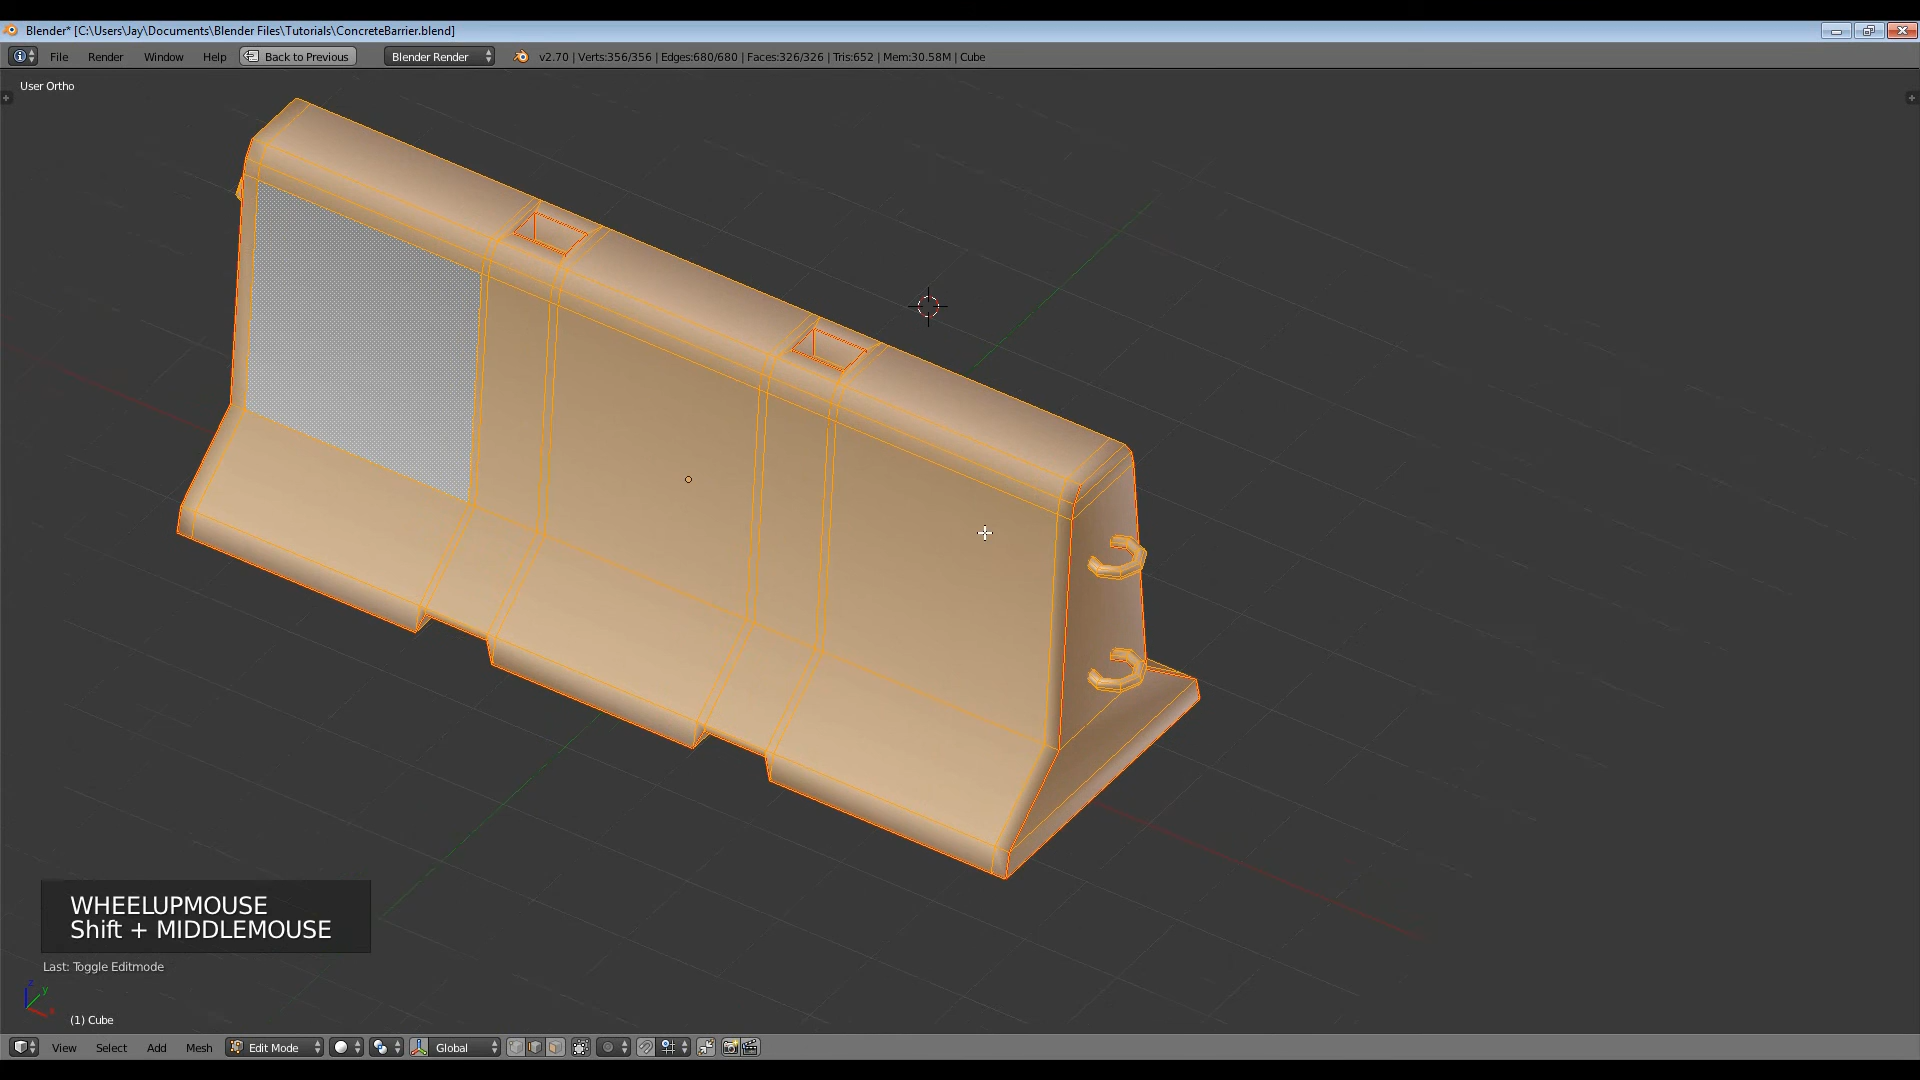 Blender* [C:\Users\Jay\Documents\Blender Files\Tutorials\ConcreteBarrier.blend]
File Render Window Help Back to Previous Blender Render v2.70 | Verts:356/356 | Edges:680/680 | Faces:326/326 | Tris:652 | Mem:30.58M | Cube
User Ortho
WHEELUPMOUSE
Shift + MIDDLEMOUSE
Last: Toggle Editmode
z
y
x
(1) Cube
View Select Add Mesh Edit Mode Global